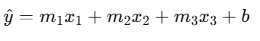 ŷ = m₁x₁ + m₂x₂ + m₃x₃ + b